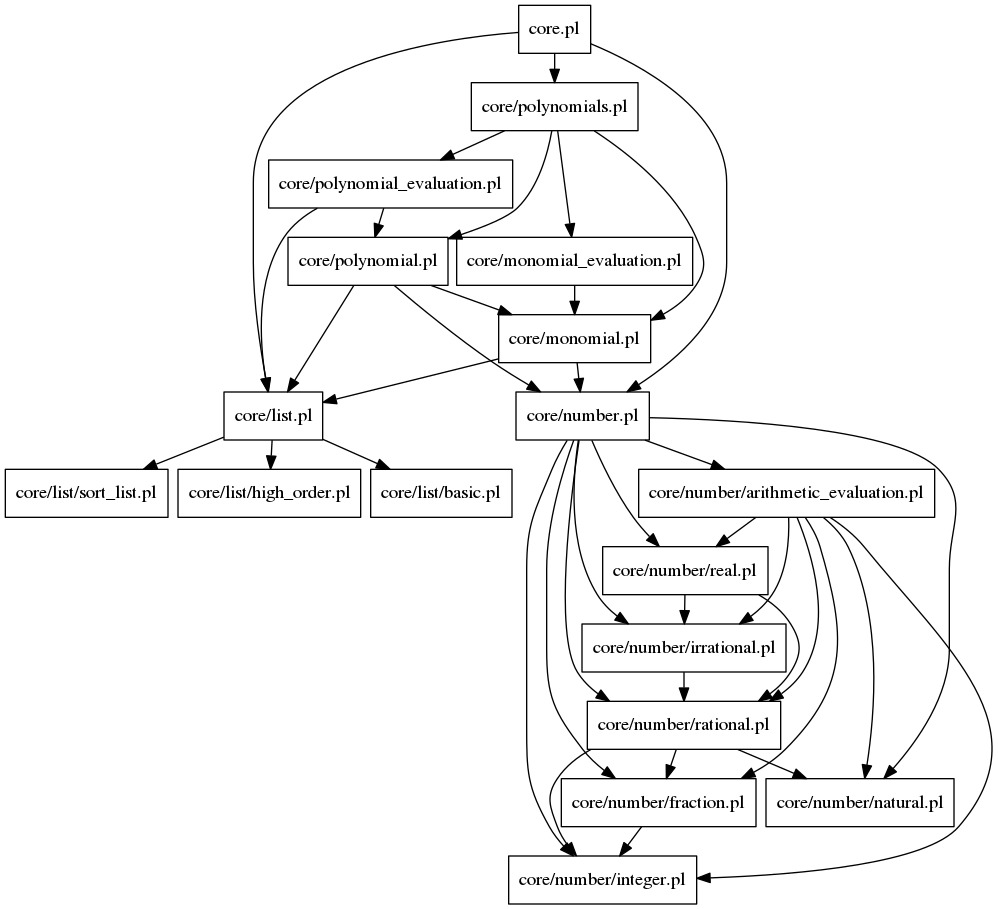 core.pl
core/polynomials.pl
core/polynomial_evaluation.pl
core/polynomial.pl
core/monomial_evaluation.pl
core/monomial.pl
core/list.pl
core/number.pl
core/list/sort_list.pl
core/list/high_order.pl
core/list/basic.pl
core/number/arithmetic_evaluation.pl
core/number/real.pl
core/number/irrational.pl
core/number/rational.pl
core/number/fraction.pl
core/number/natural.pl
core/number/integer.pl